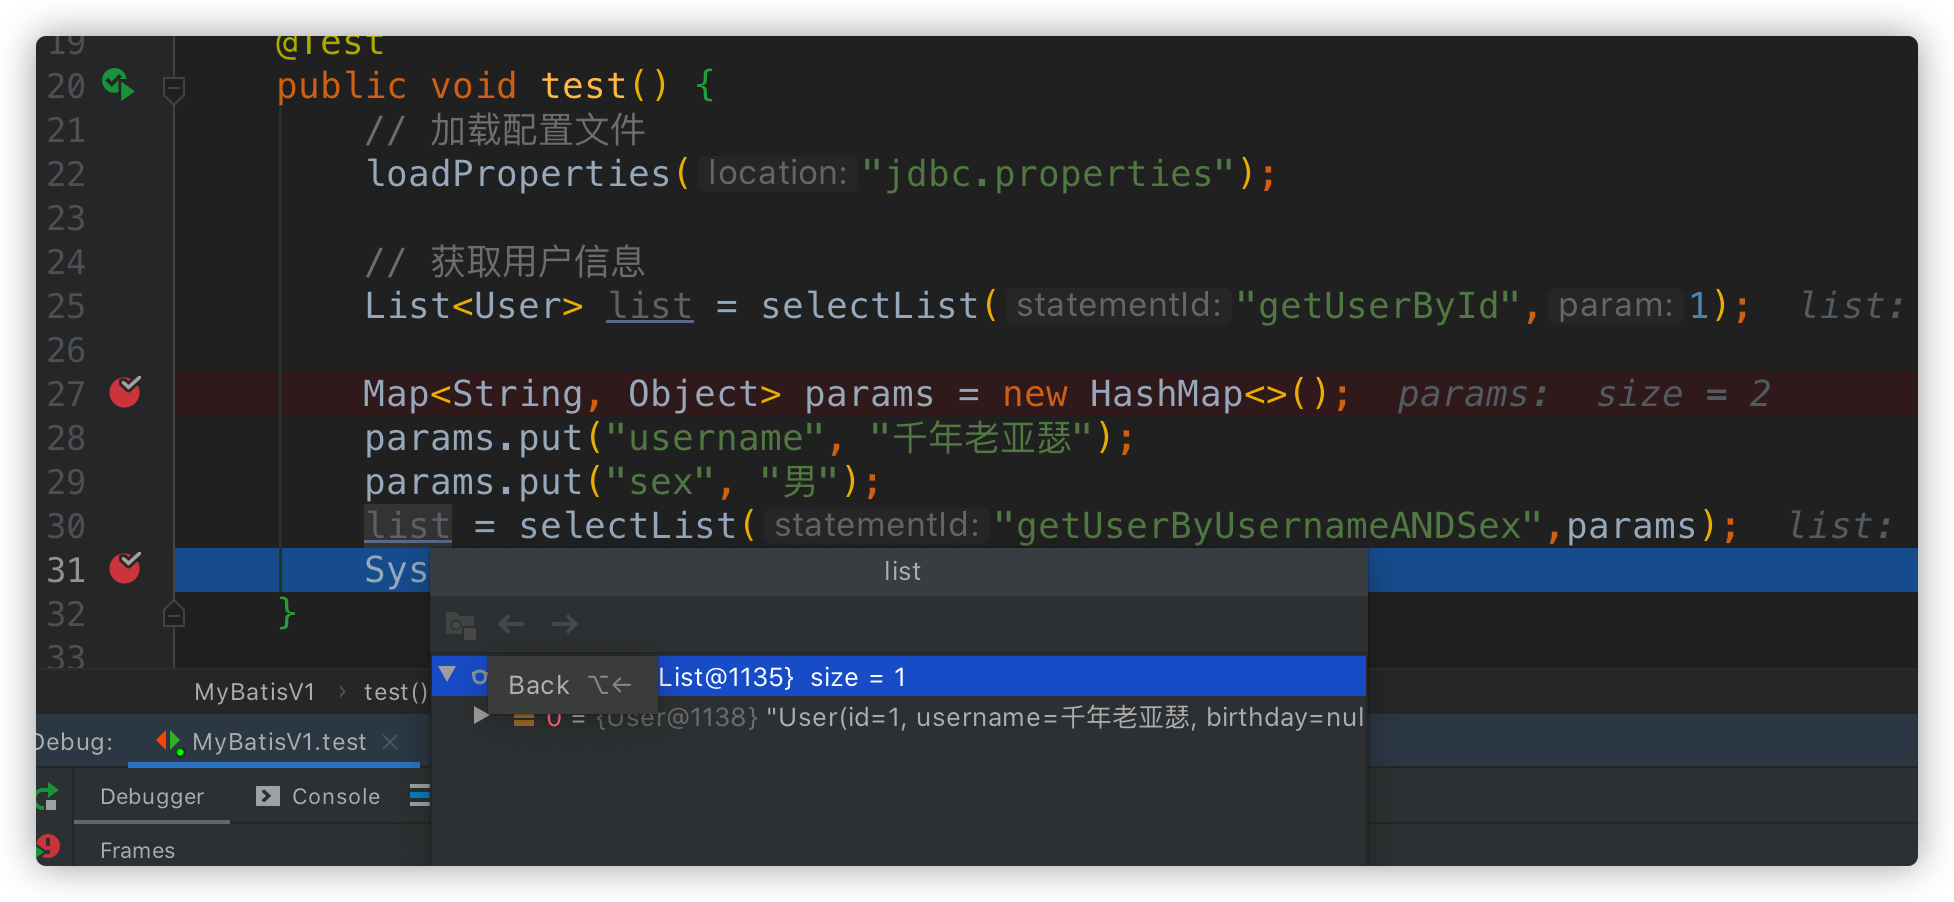 19 @Test
20 public void test() {
21 // 加载配置文件
22 loadProperties( location: "jdbc.properties");
23
24 // 获取用户信息
25 List<User> list = selectList( statementId: "getUserById", param: 1); list:
26
27 Map<String, Object> params = new HashMap<>(); params: size = 2
28 params.put("username", "千年老亚瑟");
29 params.put("sex", "男");
30 list = selectList( statementId: "getUserByUsernameANDSex",params); list:
31 Sys
32 }
33
list
List@1135} size = 1
Back ⌥←
0 = {User@1138} "User(id=1, username=千年老亚瑟, birthday=nul
MyBatisV1 › test()
Debug: MyBatisV1.test ×
Debugger Console
Frames